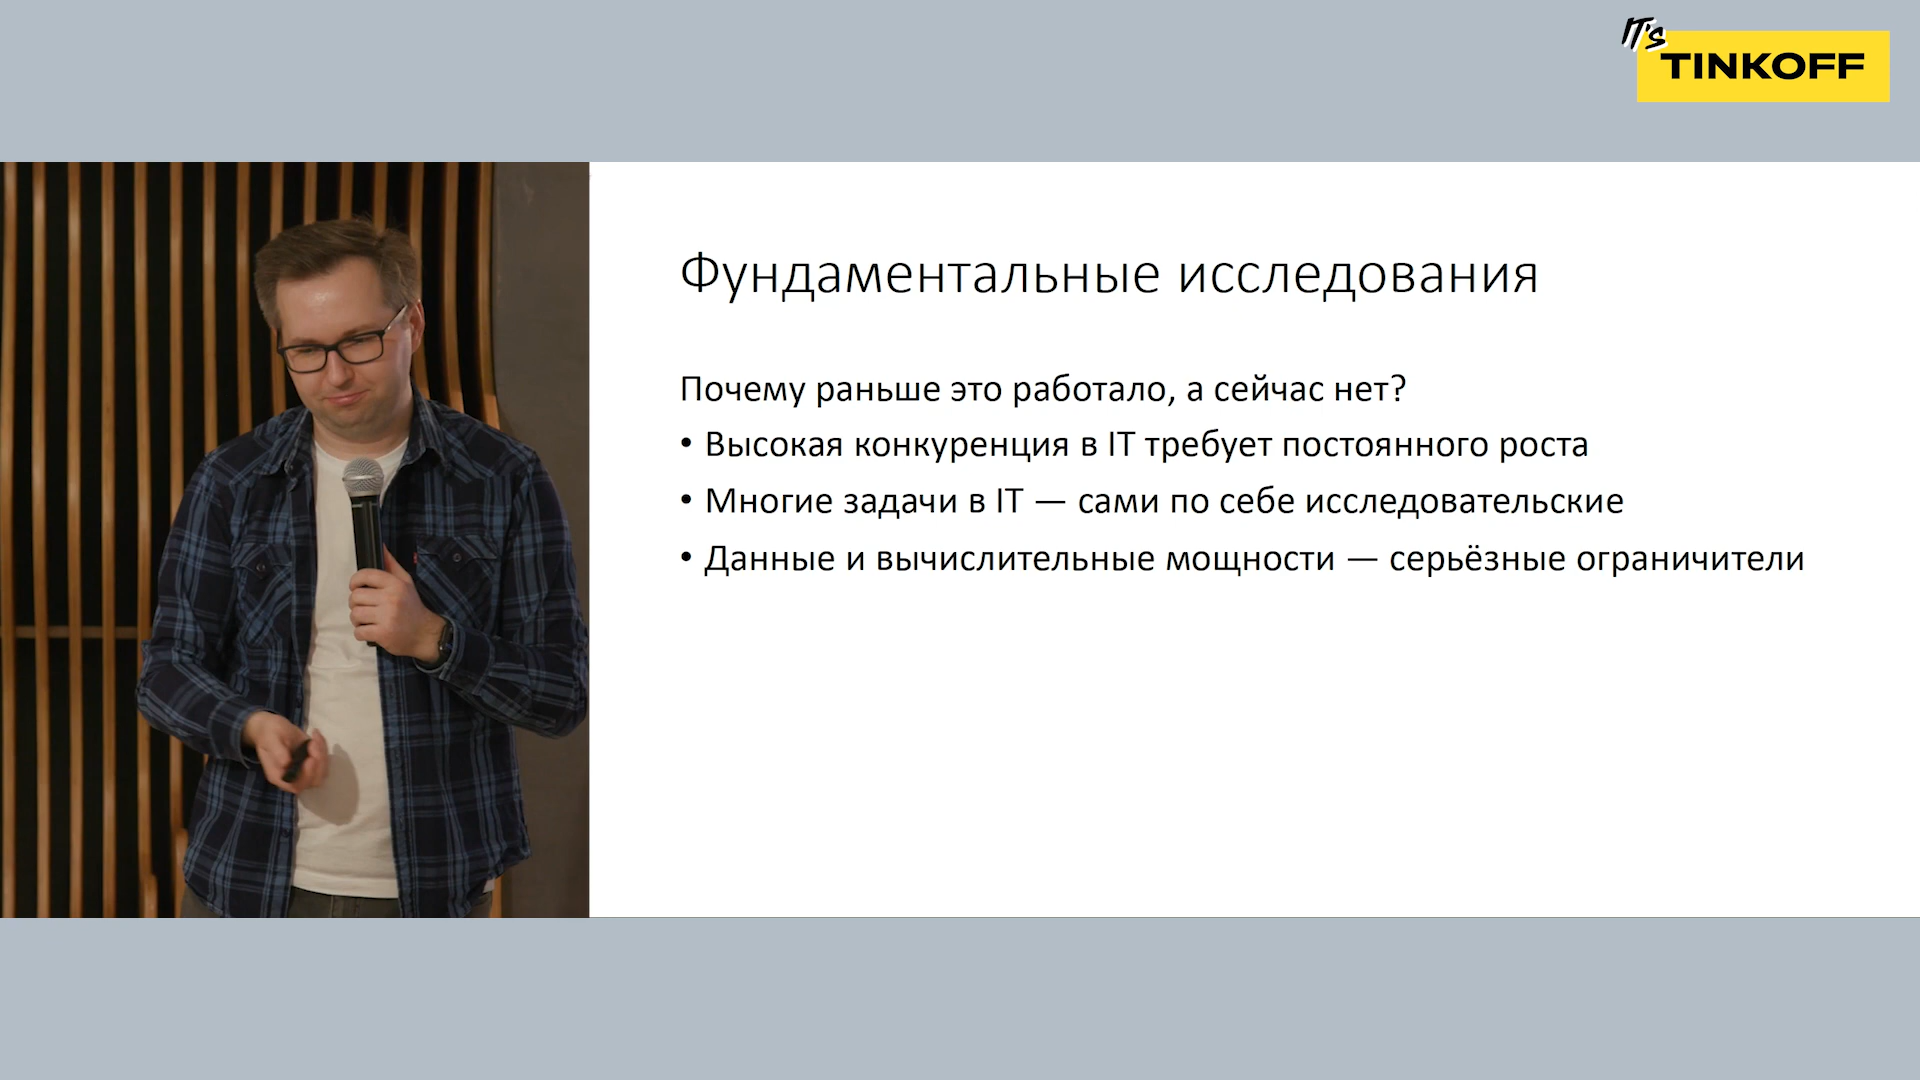 IT's
TINKOFF
Фундаментальные исследования
Почему раньше это работало, а сейчас нет?
• Высокая конкуренция в IT требует постоянного роста
• Многие задачи в IT — сами по себе исследовательские
• Данные и вычислительные мощности — серьёзные ограничители